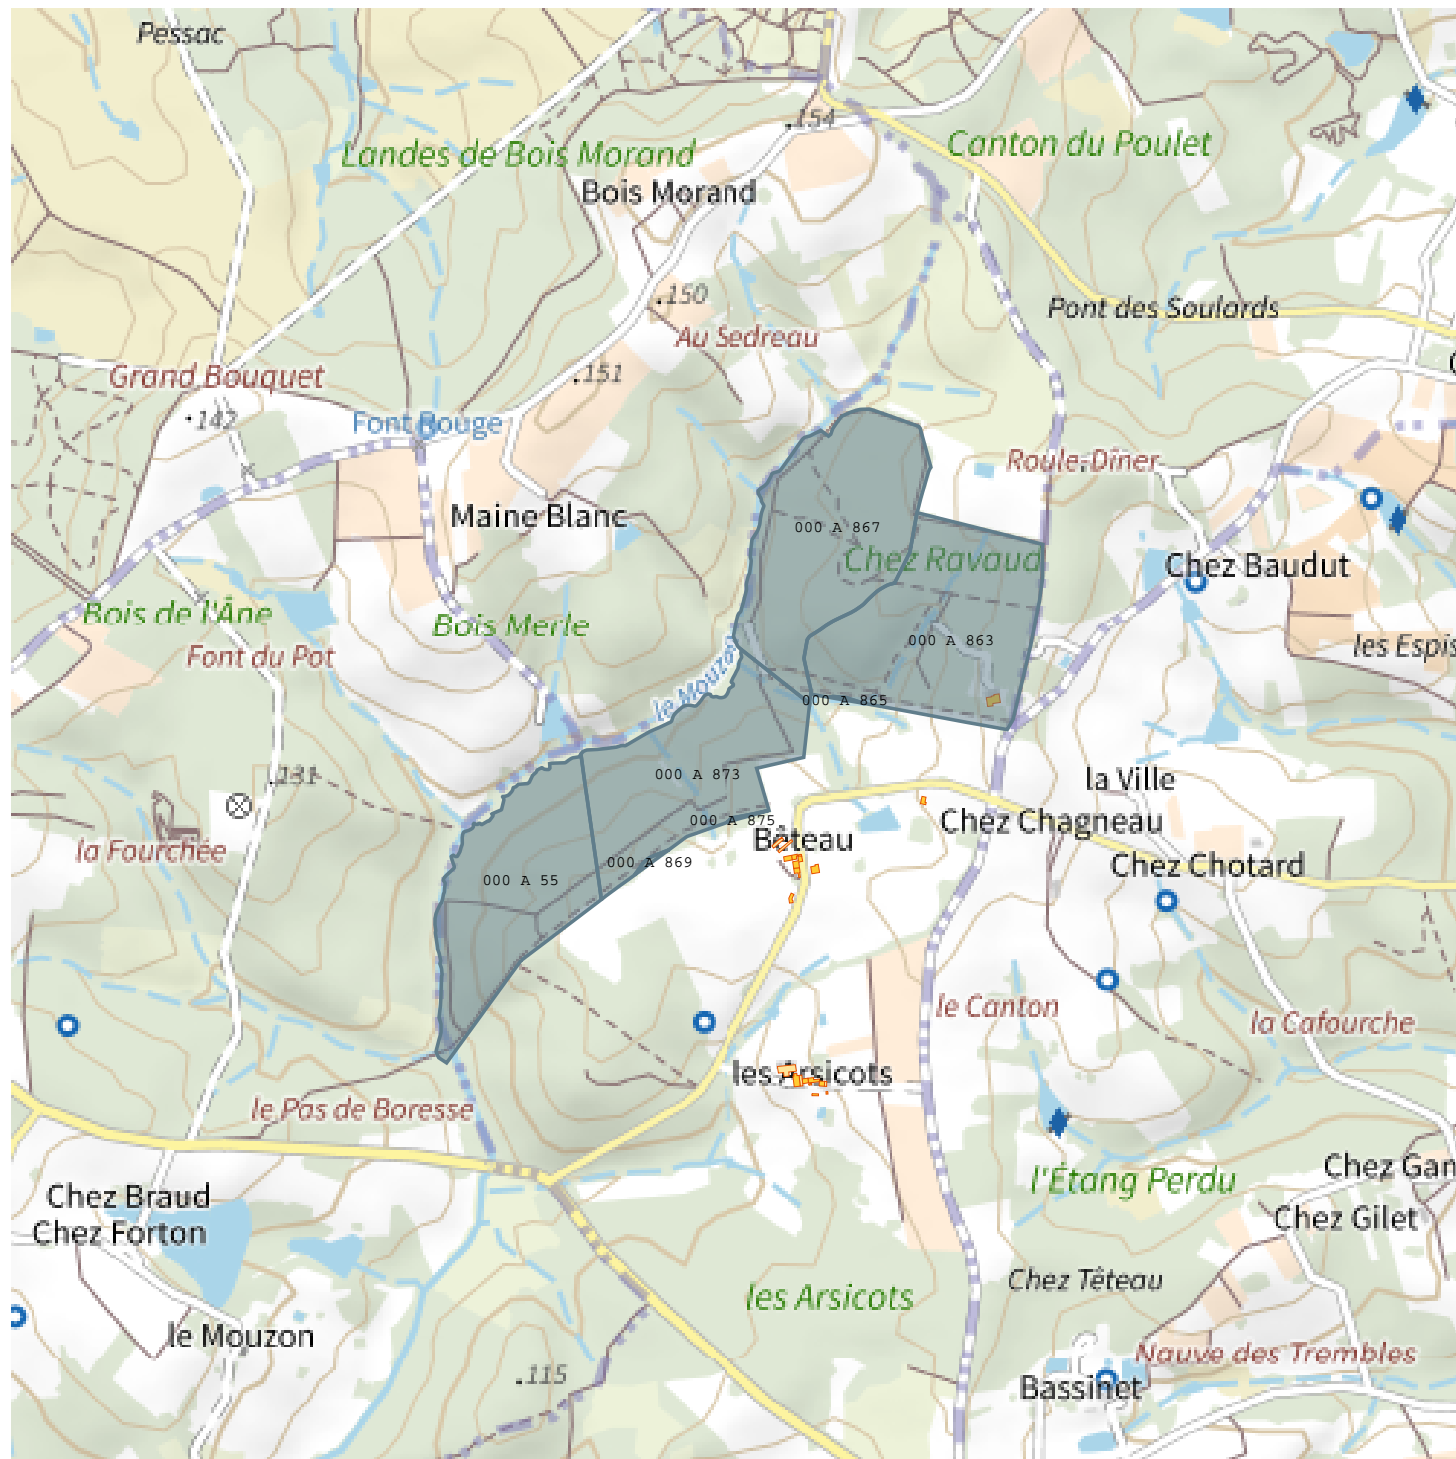 Pessac
.154
Canton du Poulet
Landes de Bois Morand
Bois Morand
.150
Pont des Soulards
Au Sedreau
.151
Grand Bouquet
.142
Font Rouge
Roule-Dîner
Maine Blanc
000 A 867
Chez Ravaud
Chez Baudut
Bois de l'Âne
Bois Merle
000 A 863
les Espis
Font du Pot
le Mouzon
000 A 865
.131
000 A 873
la Ville
000 A 875
Chez Chagneau
Bêteau
la Fourchée
000 A 869
Chez Chotard
000 A 55
le Canton
la Cafourche
les Arsicots
le Pas de Boresse
Chez Gan
l'Étang Perdu
Chez Braud
Chez Gilet
Chez Forton
Chez Têteau
les Arsicots
le Mouzon
Nauve des Trembles
.115
Bassinet